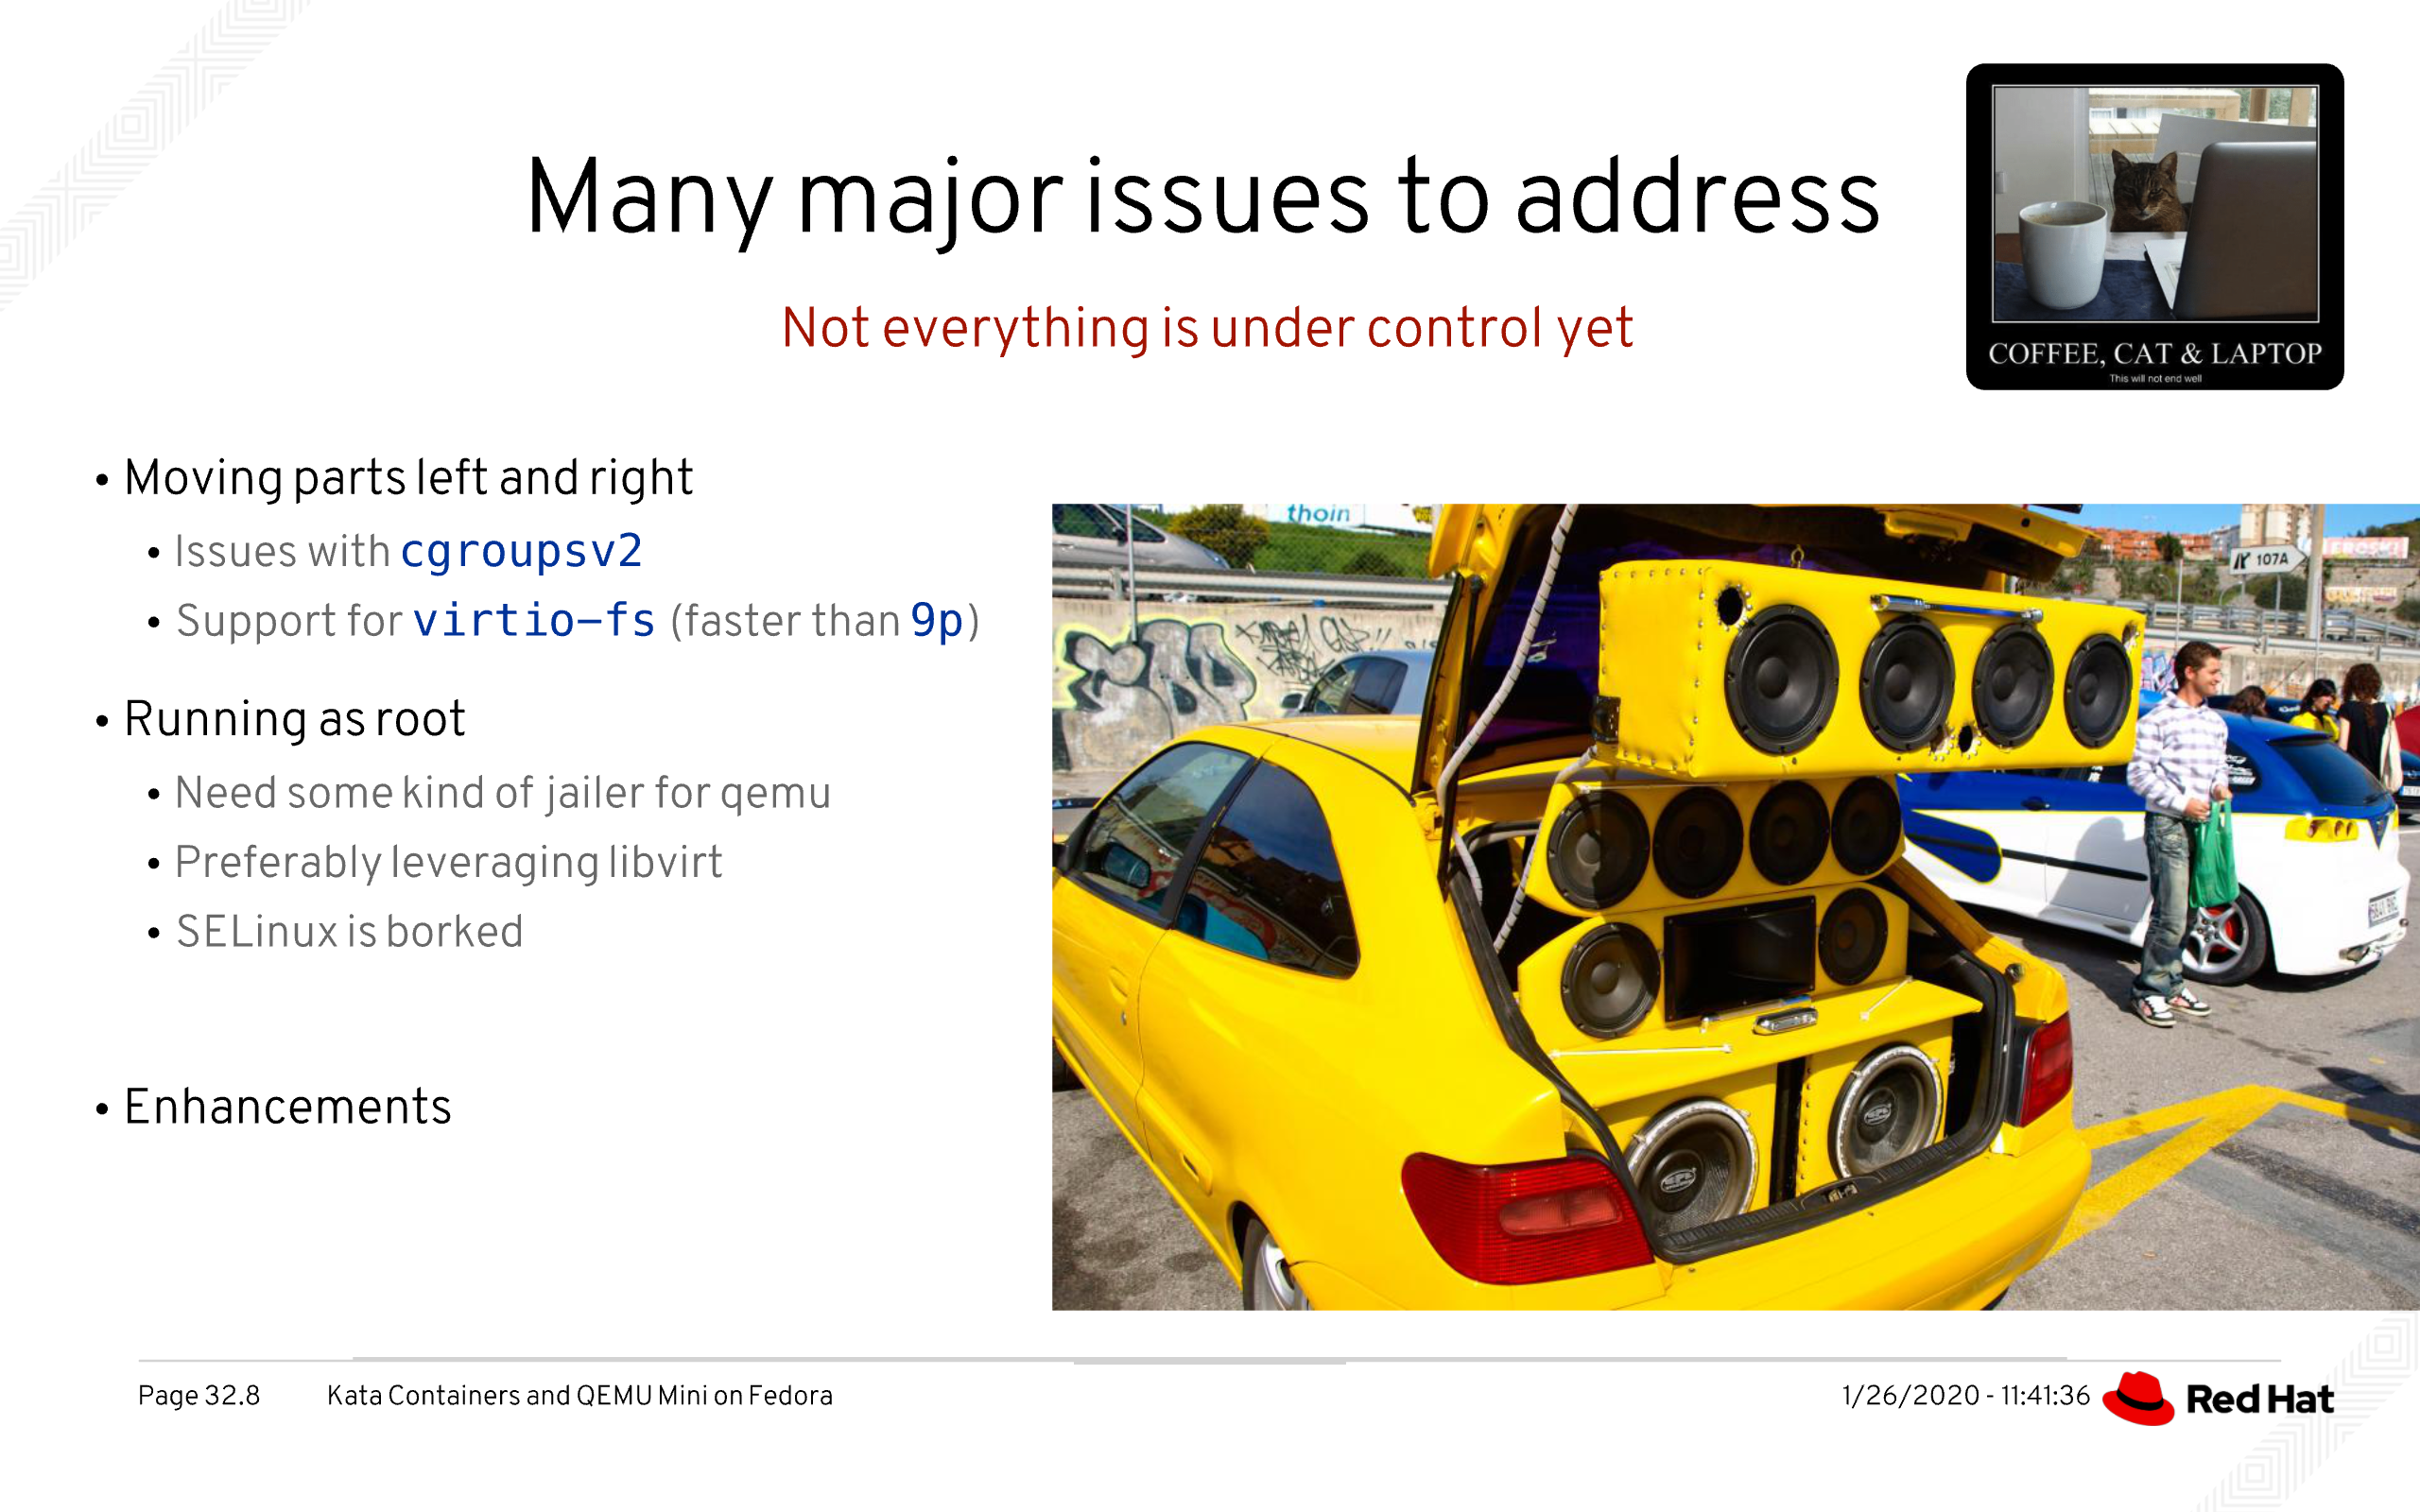 Many major issues to address
Not everything is under control yet
COFFEE, CAT & LAPTOP
This will not end well
• Moving parts left and right
• Issues with cgroupsv2
• Support for virtio-fs (faster than 9p)
• Running as root
• Need some kind of jailer for qemu
• Preferably leveraging libvirt
• SELinux is borked
• Enhancements
thoin
107A
EROSKI
Page 32.8 Kata Containers and QEMU Mini on Fedora 1/26/2020 - 11:41:36 Red Hat